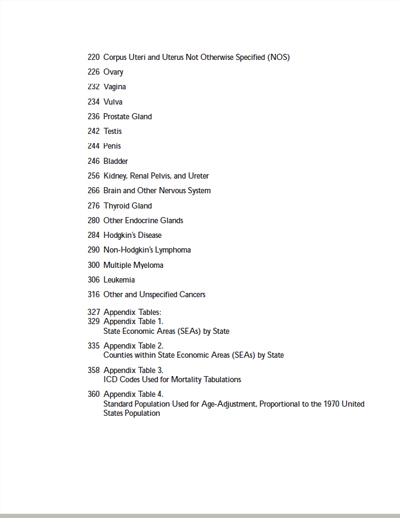 220 Corpus Uteri and Uterus Not Otherwise Specified (NOS)
226 Ovary
232 Vagina
234 Vulva
236 Prostate Gland
242 Testis
244 Penis
246 Bladder
256 Kidney, Renal Pelvis, and Ureter
266 Brain and Other Nervous System
276 Thyroid Gland
280 Other Endocrine Glands
284 Hodgkin's Disease
290 Non-Hodgkin's Lymphoma
300 Multiple Myeloma
306 Leukemia
316 Other and Unspecified Cancers
327 Appendix Tables:
329 Appendix Table 1.
State Economic Areas (SEAs) by State
335 Appendix Table 2.
Counties within State Economic Areas (SEAs) by State
358 Appendix Table 3.
ICD Codes Used for Mortality Tabulations
360 Appendix Table 4.
Standard Population Used for Age-Adjustment, Proportional to the 1970 United
States Population